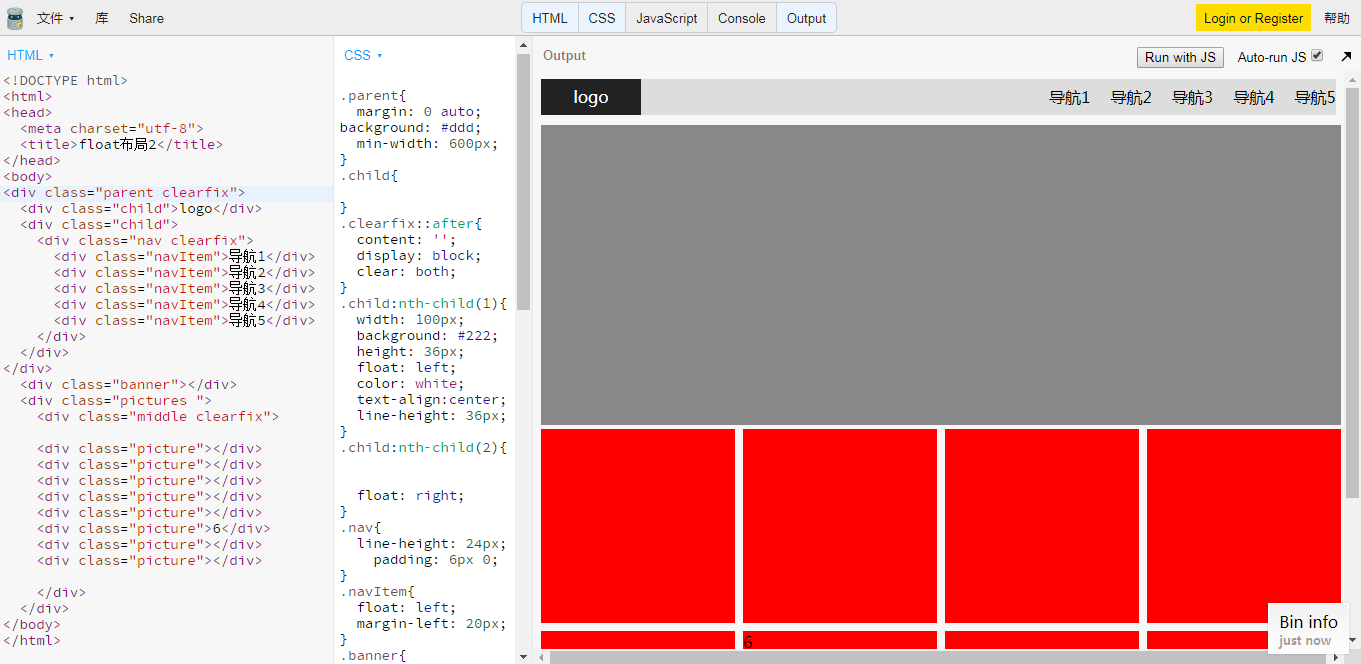 文件 库 Share HTML CSS JavaScript Console Output Login or Register 帮助
HTML
<!DOCTYPE html>
<html>
<head>
<meta charset="utf-8">
<title>float布局2</title>
</head>
<body>
<div class="parent clearfix">
<div class="child">logo</div>
<div class="child">
<div class="nav clearfix">
<div class="navItem">导航1</div>
<div class="navItem">导航2</div>
<div class="navItem">导航3</div>
<div class="navItem">导航4</div>
<div class="navItem">导航5</div>
</div>
</div>
</div>
<div class="banner"></div>
<div class="pictures ">
<div class="middle clearfix">
<div class="picture"></div>
<div class="picture"></div>
<div class="picture"></div>
<div class="picture"></div>
<div class="picture"></div>
<div class="picture">6</div>
<div class="picture"></div>
<div class="picture"></div>
</div>
</div>
</body>
</html>
CSS
.parent{
margin: 0 auto;
background: #ddd;
min-width: 600px;
}
.child{
}
.clearfix::after{
content: '';
display: block;
clear: both;
}
.child:nth-child(1){
width: 100px;
background: #222;
height: 36px;
float: left;
color: white;
text-align:center;
line-height: 36px;
}
.child:nth-child(2){
float: right;
}
.nav{
line-height: 24px;
padding: 6px 0;
}
.navItem{
float: left;
margin-left: 20px;
}
.banner{
Output Run with JS Auto-run JS
logo 导航1 导航2 导航3 导航4 导航5
6
Bin info
just now